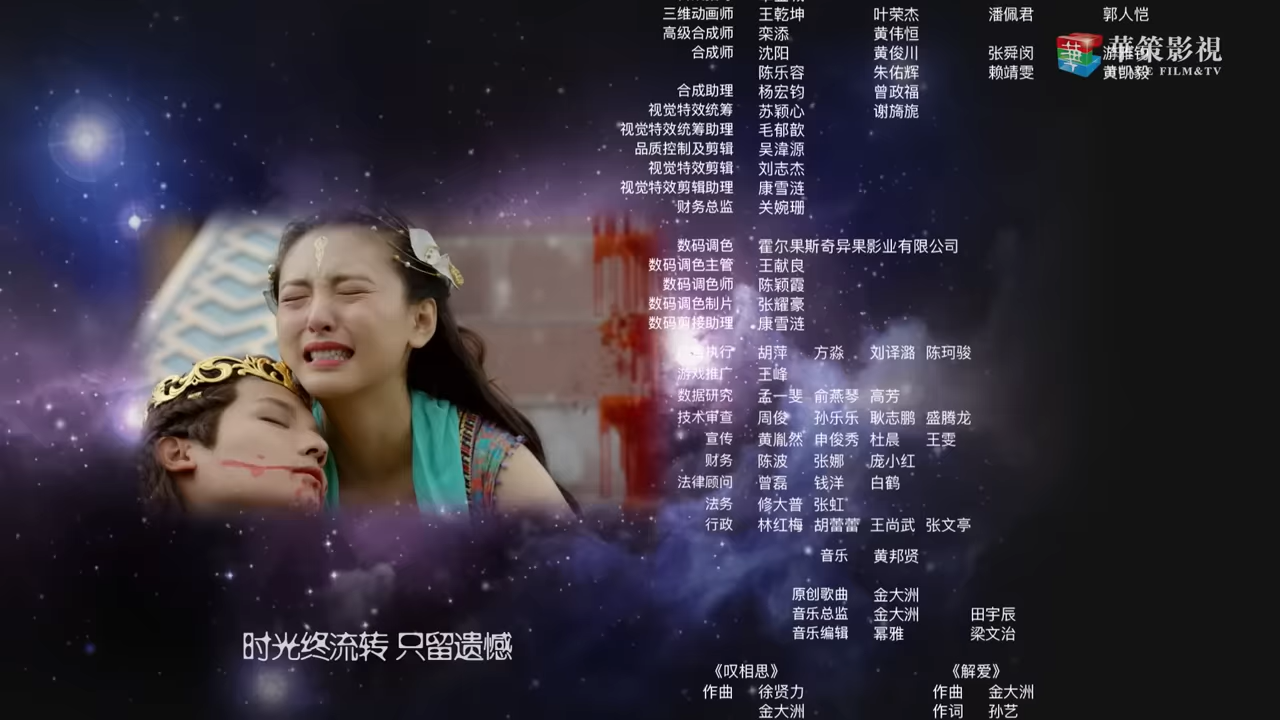 三维动画师 王乾坤 叶荣杰 潘佩君 郭人恺
高级合成师 栾添 黄伟恒
合成师 沈阳 黄俊川 张舜闵
陈乐容 朱佑辉 赖靖雯 黄凯毅
華策影視
FILM&TV
合成助理 杨宏钧 曾政福
视觉特效统筹 苏颖心 谢旖旎
视觉特效统筹助理 毛郁歆
品质控制及剪辑 吴湋源
视觉特效剪辑 刘志杰
视觉特效剪辑助理 康雪涟
财务总监 关婉珊
数码调色 霍尔果斯奇异果影业有限公司
数码调色主管 王献良
数码调色师 陈颖霞
数码调色制片 张耀豪
数码剪接助理 康雪涟
执行 胡萍 方淼 刘译潞 陈珂骏
游戏推广 王峰
数据研究 孟一斐 俞燕琴 高芳
技术审查 周俊 孙乐乐 耿志鹏 盛腾龙
宣传 黄胤然 申俊秀 杜晨 王雯
财务 陈波 张娜 庞小红
法律顾问 曾磊 钱洋 白鹤
法务 修大普 张虹
行政 林红梅 胡蕾蕾 王尚武 张文亭
音乐 黄邦贤
原创歌曲 金大洲
音乐总监 金大洲 田宇辰
音乐编辑 幂雅 梁文治
时光终流转 只留遗憾
《叹相思》 《解爱》
作曲 徐贤力 作曲 金大洲
金大洲 作词 孙艺